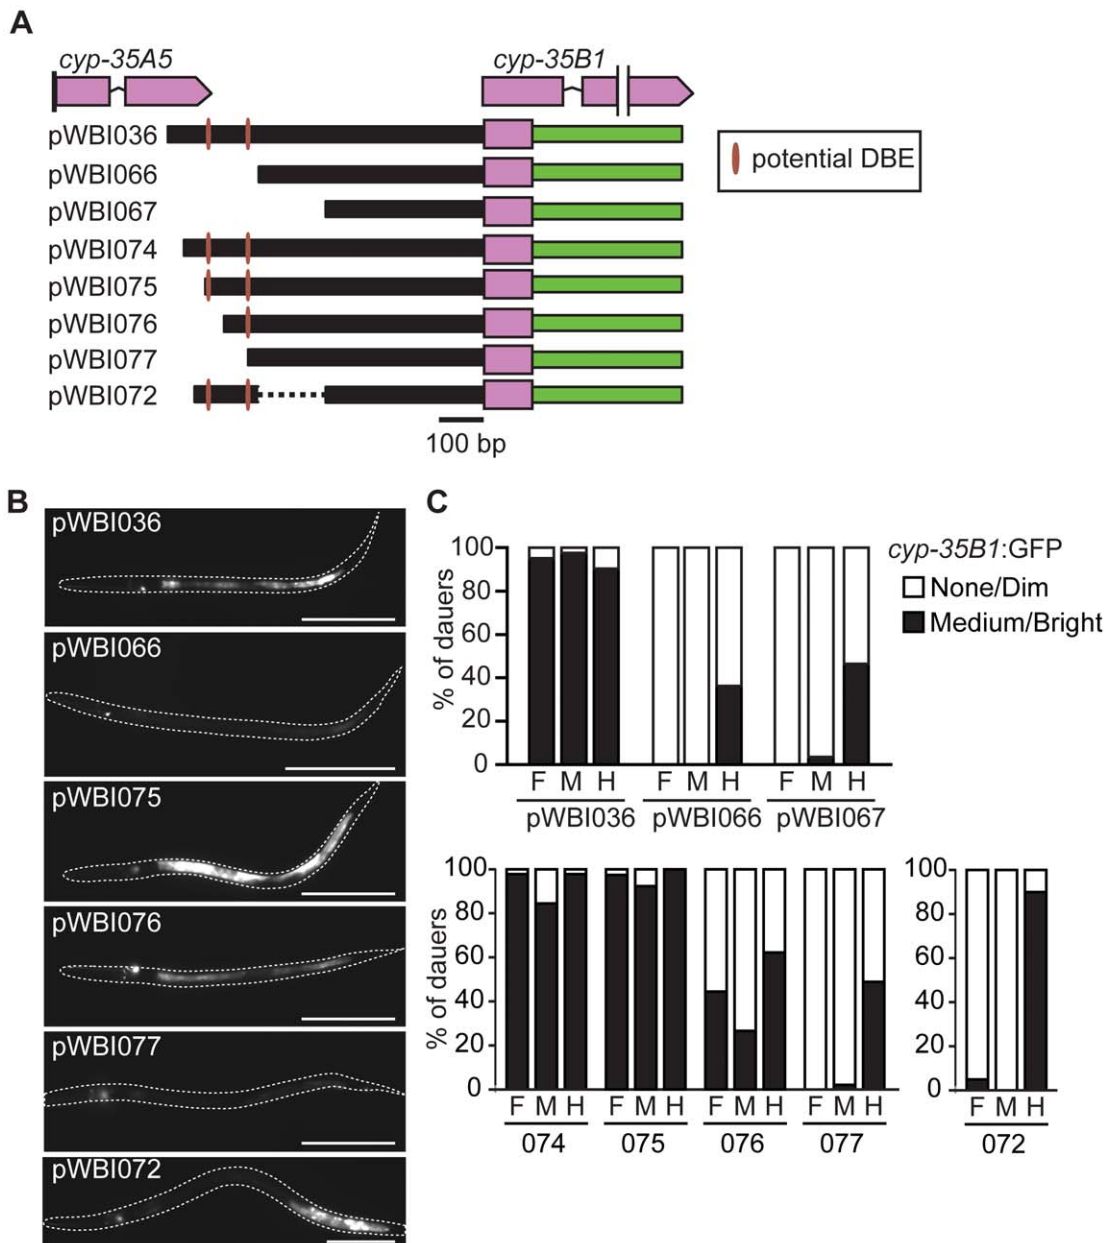 A
cyp-35A5
cyp-35B1
pWBI036
pWBI066
pWBI067
pWBI074
pWBI075
pWBI076
pWBI077
pWBI072
potential DBE
100 bp
B
pWBI036
pWBI066
pWBI075
pWBI076
pWBI077
pWBI072
C
% of dauers
100
80
60
40
20
0
F M H F M H F M H
pWBI036 pWBI066 pWBI067
cyp-35B1:GFP
None/Dim
Medium/Bright
% of dauers
100
80
60
40
20
0
F M H F M H F M H F M H
074 075 076 077
100
80
60
40
20
0
F M H
072